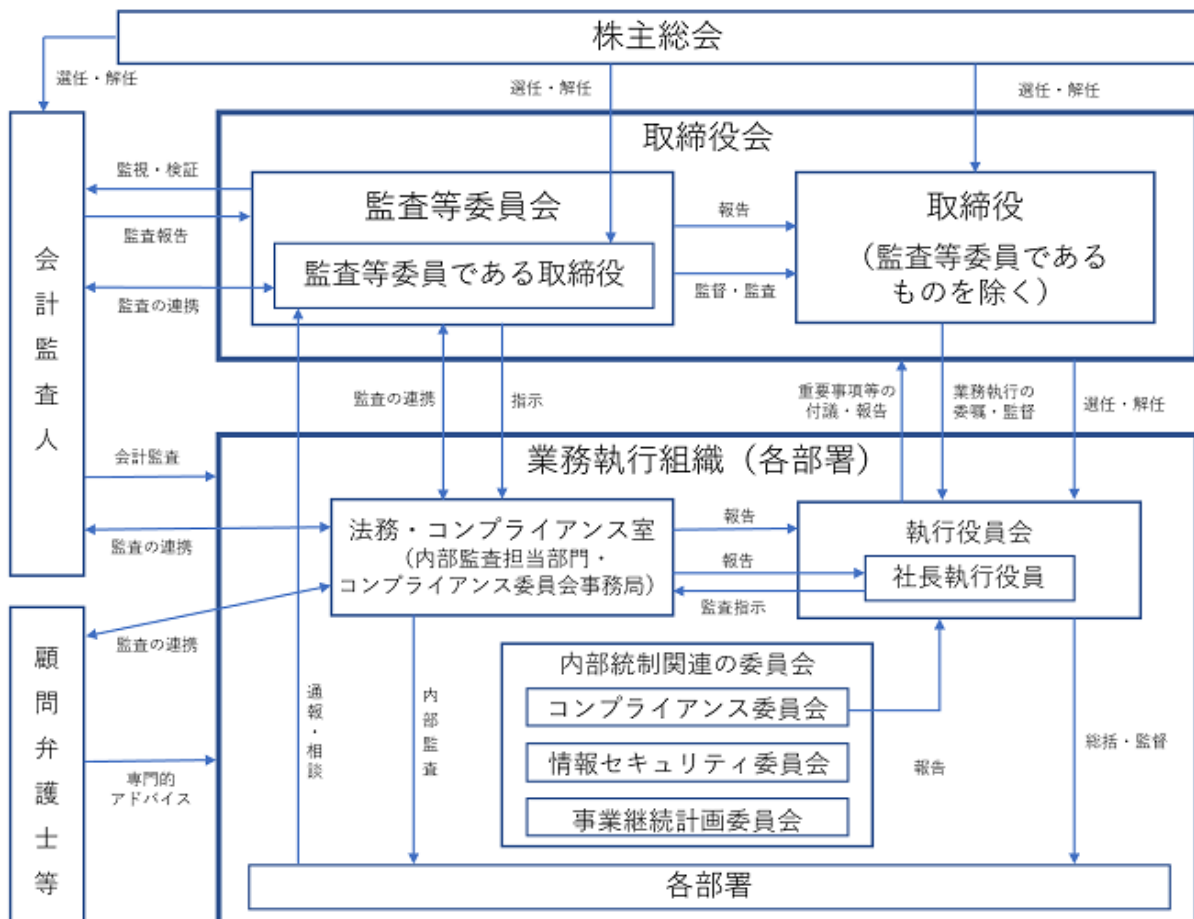 株主総会
選任・解任
選任・解任
選任・解任
取締役会
監視・検証
監査報告
監査の連携
監査等委員会
監査等委員である取締役
報告
監督・監査
取締役
（監査等委員である
ものを除く）
会計監査人
監査の連携
指示
重要事項等の
付議・報告
業務執行の
委嘱・監督
選任・解任
業務執行組織（各部署）
会計監査
監査の連携
法務・コンプライアンス室
（内部監査担当部門・
コンプライアンス委員会事務局）
報告
報告
監査指示
執行役員会
社長執行役員
監査の連携
顧問弁護士等
専門的
アドバイス
通報・相談
内部監査
内部統制関連の委員会
コンプライアンス委員会
情報セキュリティ委員会
事業継続計画委員会
報告
総括・監督
各部署